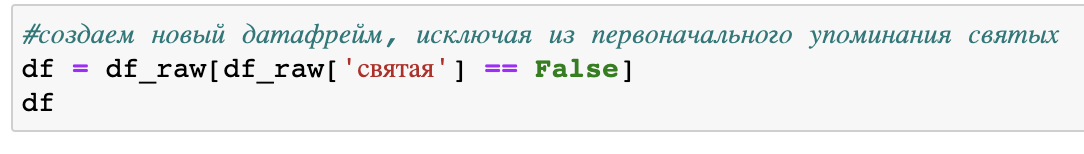 #создаем новый датафрейм, исключая из первоначального упоминания святых
df = df_raw[df_raw['святая'] == False]
df